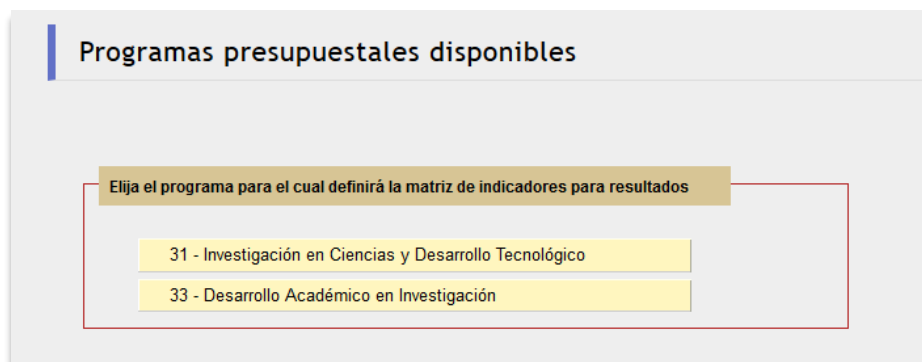 Programas presupuestales disponibles
Elija el programa para el cual definirá la matriz de indicadores para resultados
31 - Investigación en Ciencias y Desarrollo Tecnológico
33 - Desarrollo Académico en Investigación